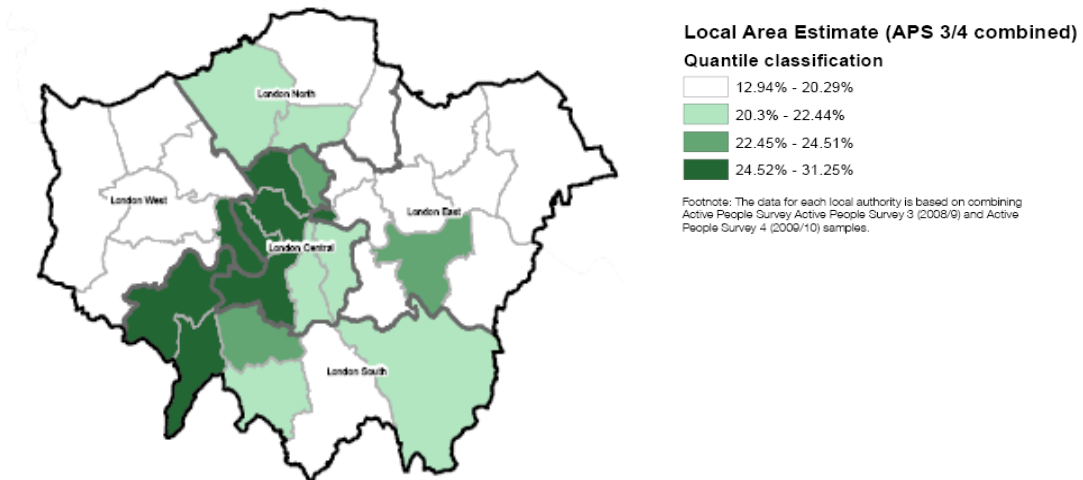 Local Area Estimate (APS 3/4 combined)
Quantile classification
12.94% - 20.29%
20.3% - 22.44%
22.45% - 24.51%
24.52% - 31.25%
Footnote: The data for each local authority is based on combining
Active People Survey Active People Survey 3 (2008/9) and Active
People Survey 4 (2009/10) samples.
London North
London West
London East
London Central
London South